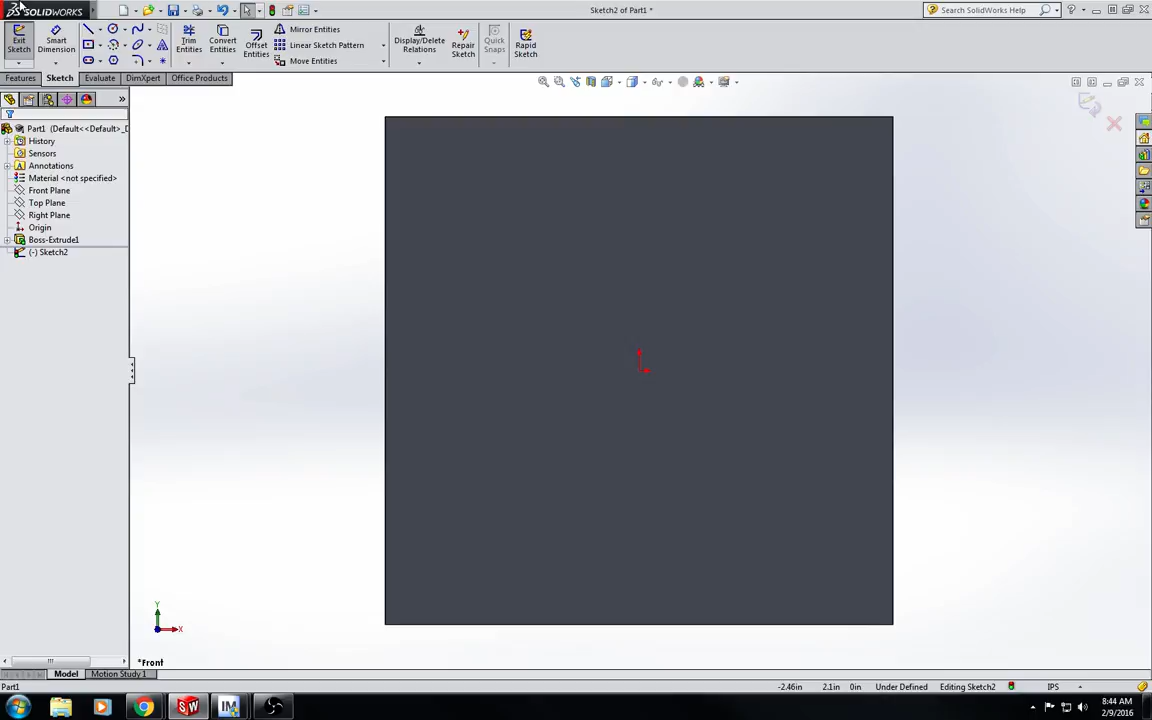 SOLIDWORKS
Sketch2 of Part1 *
Search SolidWorks Help
Exit Sketch
Smart Dimension
Trim Entities
Convert Entities
Offset Entities
Mirror Entities
Linear Sketch Pattern
Move Entities
Display/Delete Relations
Repair Sketch
Quick Snaps
Rapid Sketch
Features
Sketch
Evaluate
DimXpert
Office Products
Part1 (Default<<Default>_D
History
Sensors
Annotations
Material <not specified>
Front Plane
Top Plane
Right Plane
Origin
Boss-Extrude1
(-) Sketch2
Y
X
*Front
Model
Motion Study 1
Part1
-2.46in
2.1in
0in
Under Defined
Editing Sketch2
IPS
8:44 AM
2/9/2016